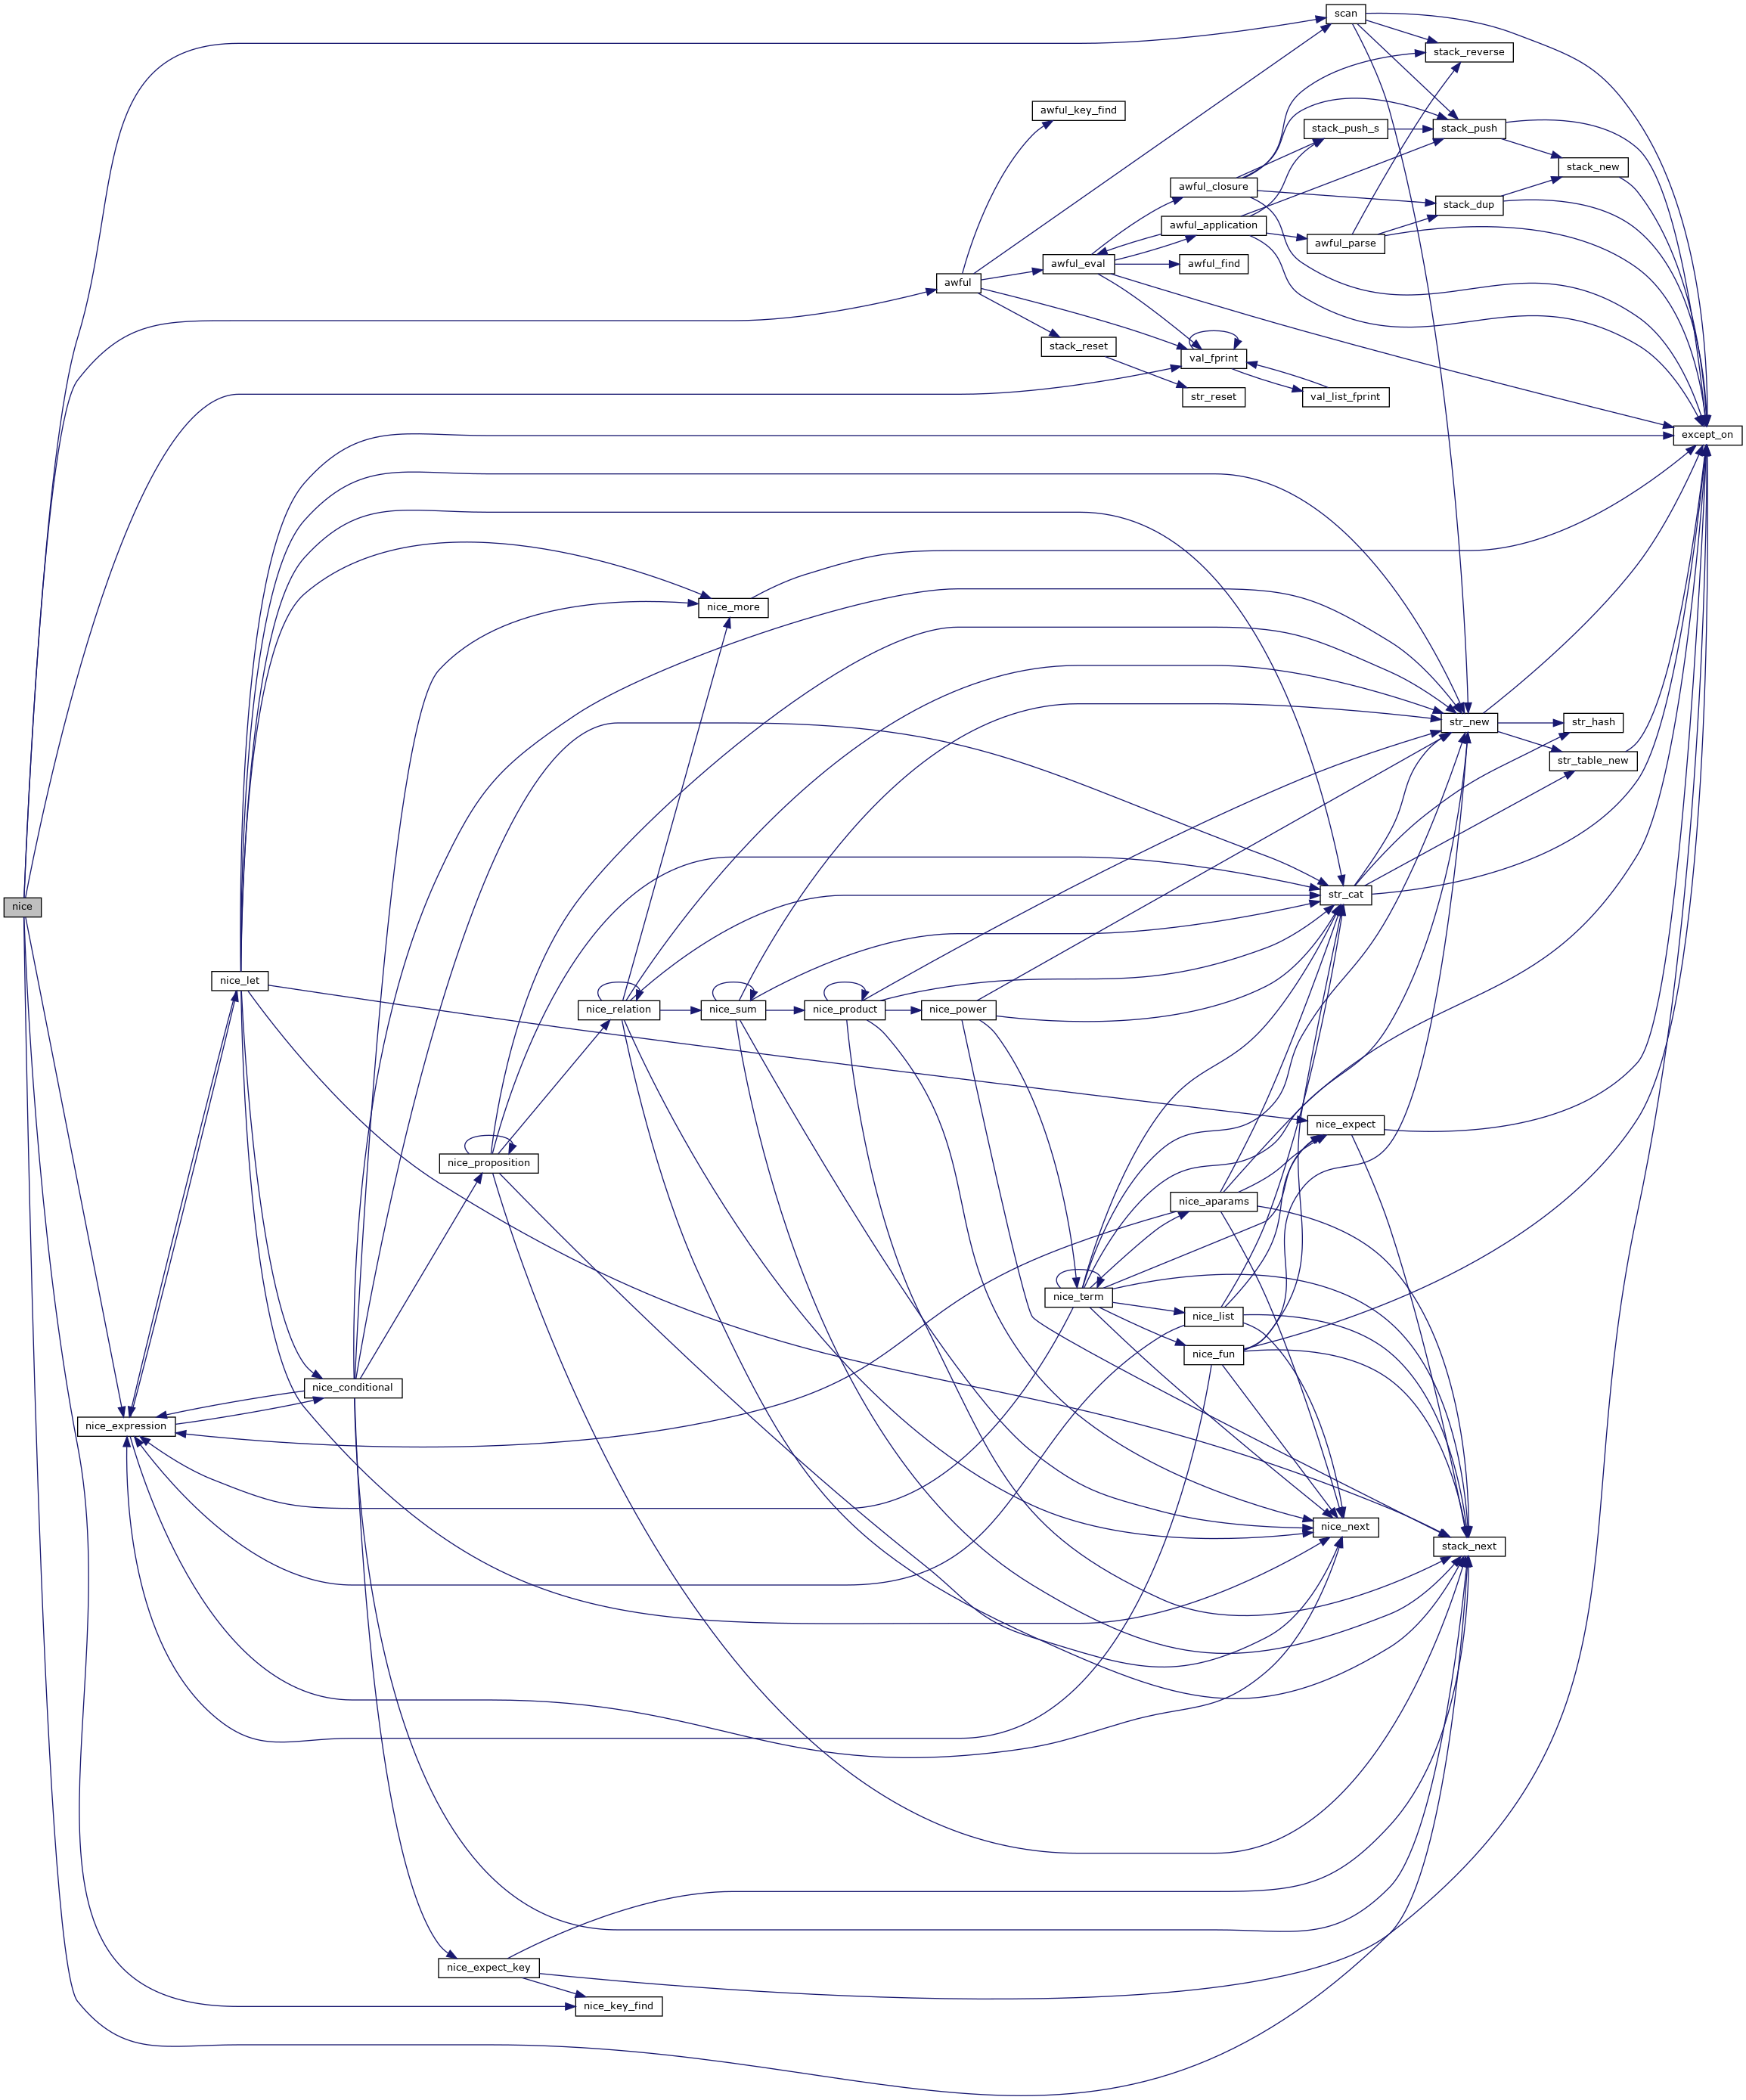 scan
stack_reverse
awful_key_find
stack_push_s
stack_push
stack_new
awful_closure
stack_dup
awful_application
awful_parse
awful_eval
awful_find
awful
stack_reset
val_fprint
str_reset
val_list_fprint
except_on
nice_more
str_new
str_hash
str_table_new
str_cat
nice
nice_let
nice_relation
nice_sum
nice_product
nice_power
nice_expect
nice_proposition
nice_aparams
nice_term
nice_list
nice_fun
nice_conditional
nice_expression
nice_next
stack_next
nice_expect_key
nice_key_find